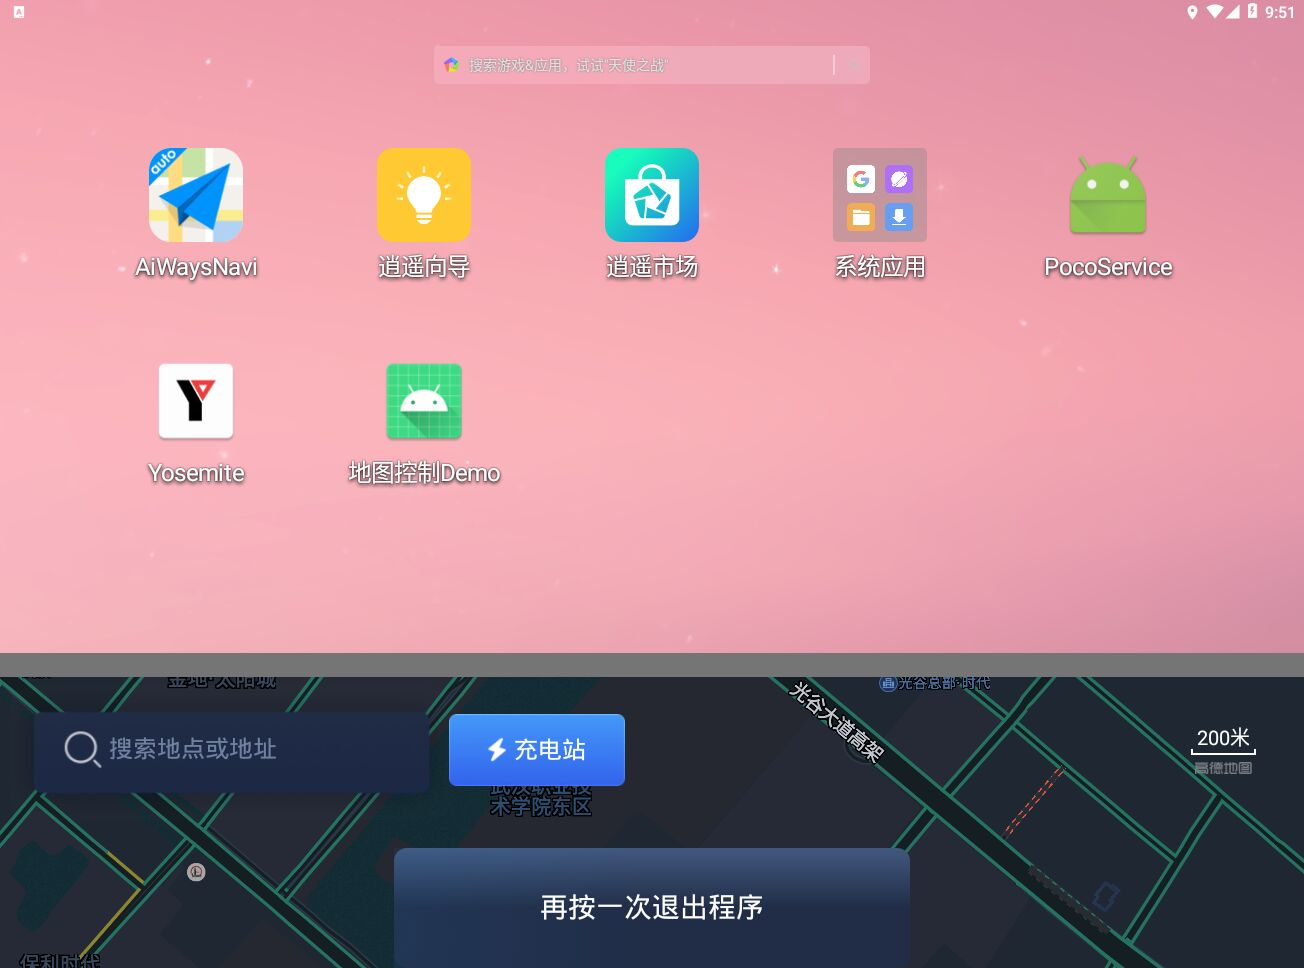 9:51
搜索游戏&应用，试试"天使之战"
auto
AiWaysNavi
逍遥向导
逍遥市场
系统应用
PocoService
Yosemite
地图控制Demo
金地·太阳城
光谷总部·时代
光谷大道高架
搜索地点或地址
充电站
200米
高德地图
武汉职业技
术学院东区
再按一次退出程序
保利时代